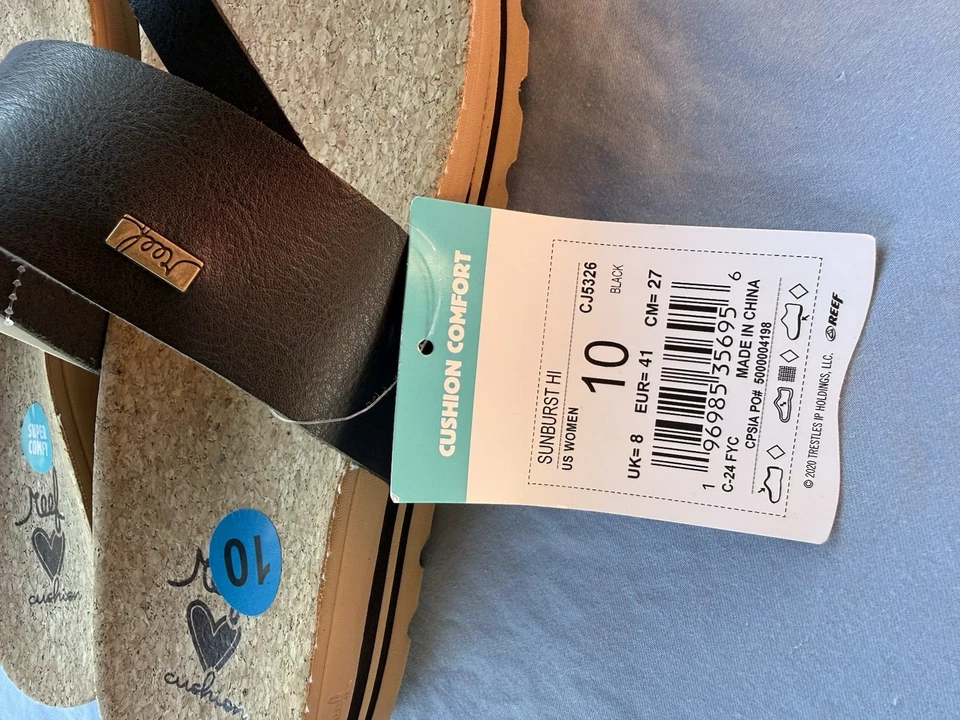 CUSHION COMFORT
SUNBURST HI CJ5326
US WOMEN BLACK
10
UK= 8 EUR= 41 CM= 27
1 96985 35695 6
C-24 FYC MADE IN CHINA
CPSIA PO# 5000004198
© 2020 TRESTLES IP HOLDINGS, LLC. REEF
reef
SUPER
COMFY
reef
cushion
10
cushion